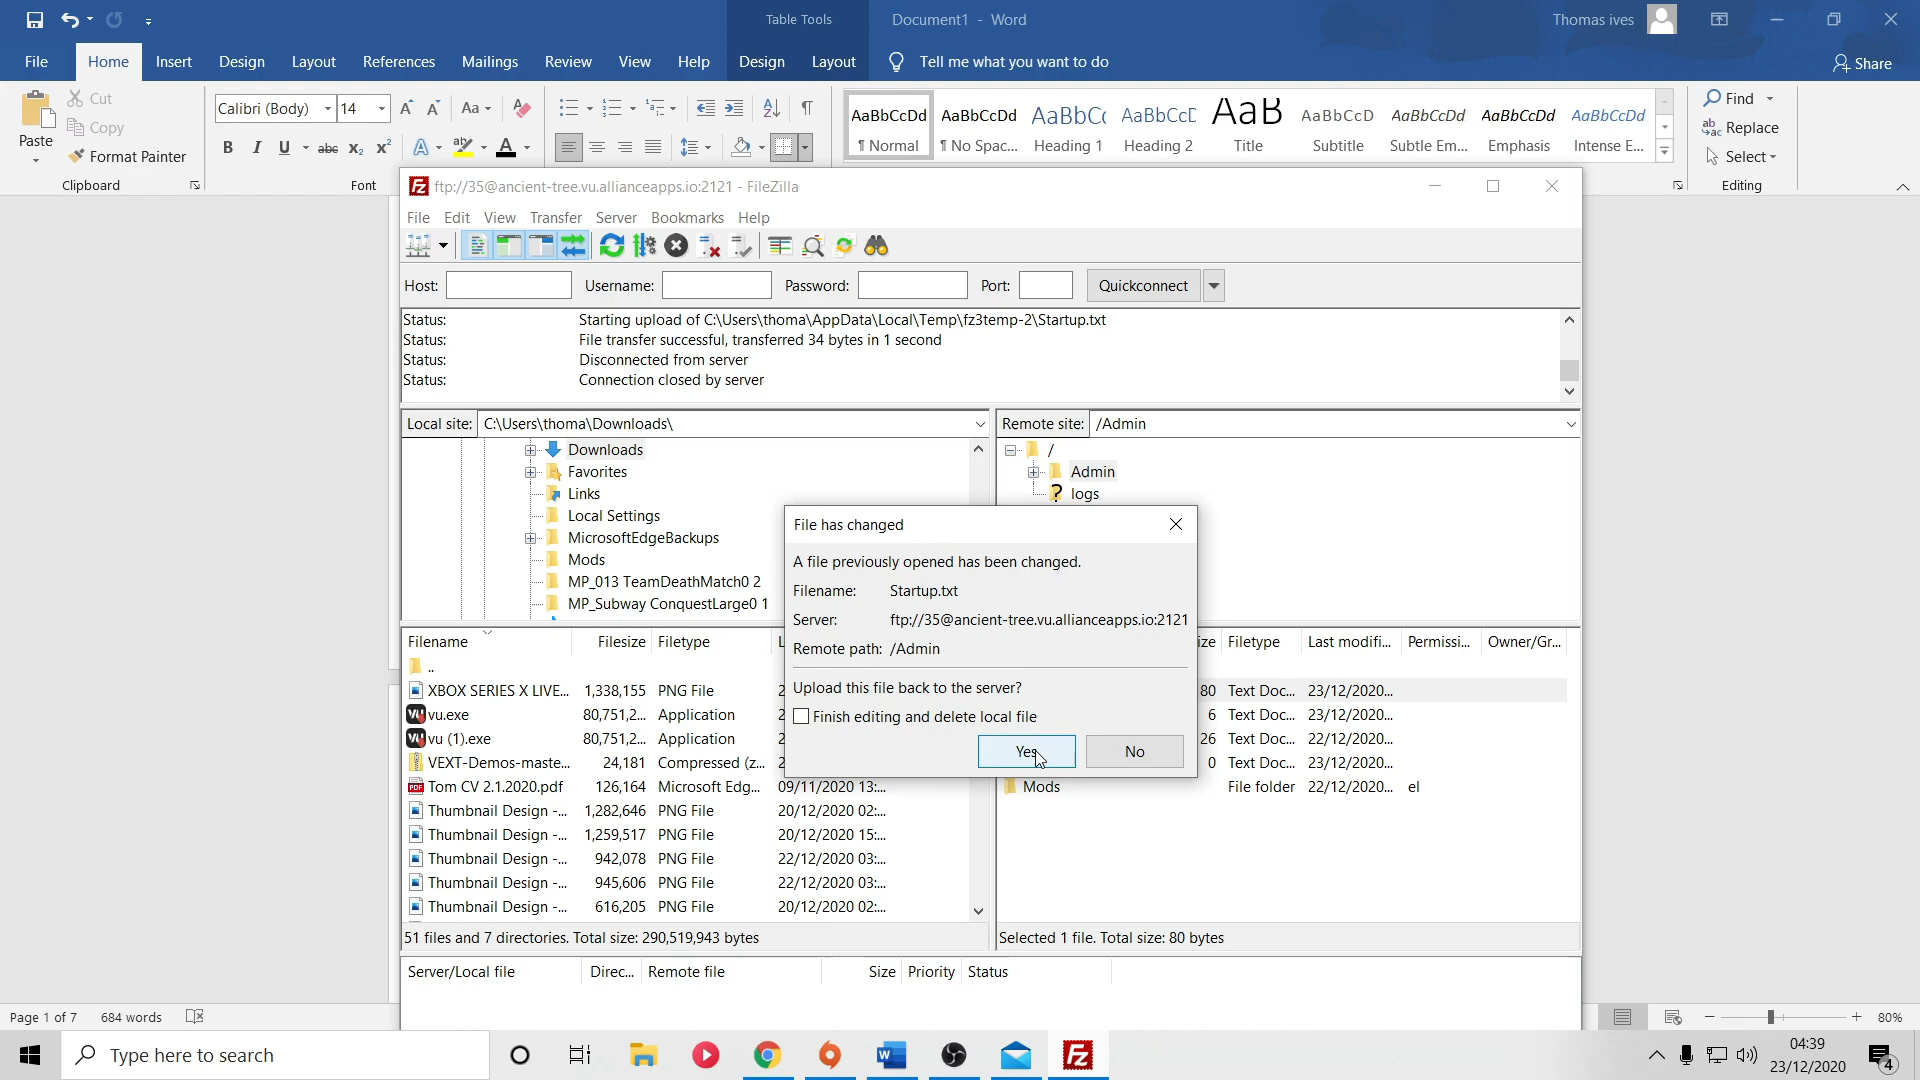 Table Tools
Document1 - Word
Thomas ives
File Home Insert Design Layout References Mailings Review View Help Design Layout Tell me what you want to do Share
Paste
Cut
Copy
Format Painter
Clipboard
Calibri (Body) 14
Aa
B I U abc X₂ X² A ab A
Font
AaBbCcDd AaBbCcDd AaBbCc AaBbCcC AaB AaBbCcD AaBbCcDd AaBbCcDd AaBbCcDd
¶ Normal ¶ No Spac... Heading 1 Heading 2 Title Subtitle Subtle Em... Emphasis Intense E...
Find
Replace
Select
Editing
ftp://35@ancient-tree.vu.allianceapps.io:2121 - FileZilla
File Edit View Transfer Server Bookmarks Help
Host: Username: Password: Port: Quickconnect
Status: Starting upload of C:\Users\thoma\AppData\Local\Temp\fz3temp-2\Startup.txt
Status: File transfer successful, transferred 34 bytes in 1 second
Status: Disconnected from server
Status: Connection closed by server
Local site: C:\Users\thoma\Downloads\
Downloads
Favorites
Links
Local Settings
MicrosoftEdgeBackups
Mods
MP_013 TeamDeathMatch0 2
MP_Subway ConquestLarge0 1
Remote site: /Admin
/
Admin
? logs
File has changed
A file previously opened has been changed.
Filename: Startup.txt
Server: ftp://35@ancient-tree.vu.allianceapps.io:2121
Remote path: /Admin
Upload this file back to the server?
Finish editing and delete local file
Yes No
Filename Filesize Filetype
..
XBOX SERIES X LIVE... 1,338,155 PNG File
vu.exe 80,751,2... Application
vu (1).exe 80,751,2... Application
VEXT-Demos-maste... 24,181 Compressed (z...
Tom CV 2.1.2020.pdf 126,164 Microsoft Edg... 09/11/2020 13:...
Thumbnail Design -... 1,282,646 PNG File 20/12/2020 02:...
Thumbnail Design -... 1,259,517 PNG File 20/12/2020 15:...
Thumbnail Design -... 942,078 PNG File 22/12/2020 03:...
Thumbnail Design -... 945,606 PNG File 22/12/2020 03:...
Thumbnail Design -... 616,205 PNG File 20/12/2020 02:...
51 files and 7 directories. Total size: 290,519,943 bytes
ize Filetype Last modifi... Permissi... Owner/Gr...
80 Text Doc... 23/12/2020...
6 Text Doc... 23/12/2020...
26 Text Doc... 22/12/2020...
0 Text Doc... 23/12/2020...
Mods File folder 22/12/2020... el
Selected 1 file. Total size: 80 bytes
Server/Local file Direc... Remote file Size Priority Status
Page 1 of 7 684 words
80%
Type here to search
04:39
23/12/2020
4